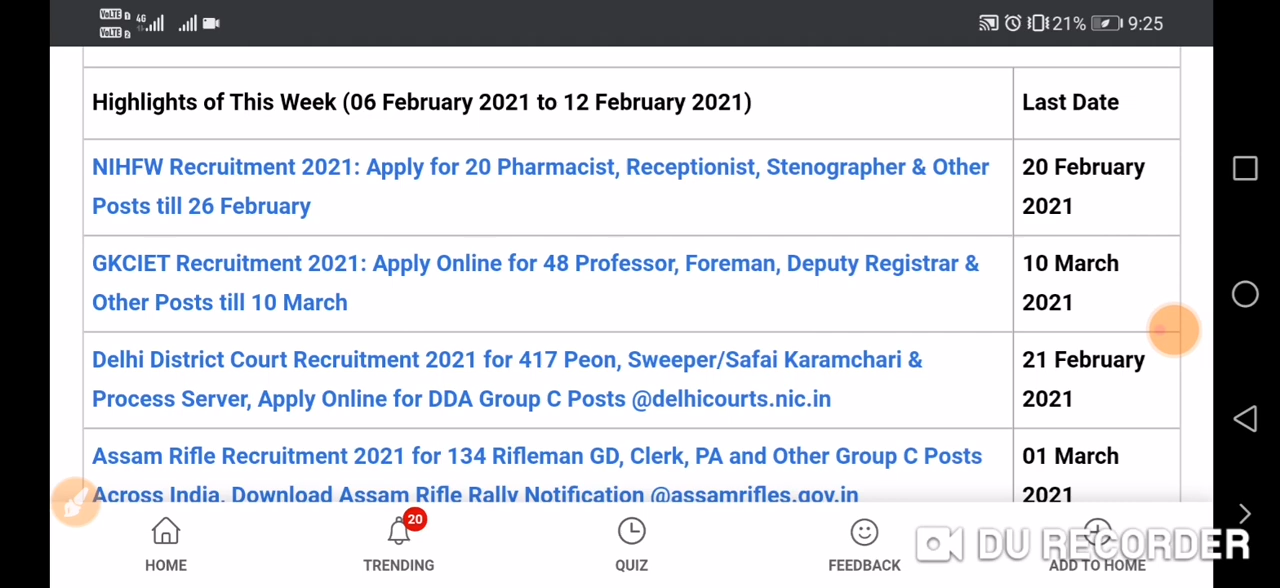 VoLTE 1 4G
VoLTE 2
21% 9:25
Highlights of This Week (06 February 2021 to 12 February 2021)
Last Date
NIHFW Recruitment 2021: Apply for 20 Pharmacist, Receptionist, Stenographer & Other
Posts till 26 February
20 February
2021
GKCIET Recruitment 2021: Apply Online for 48 Professor, Foreman, Deputy Registrar &
Other Posts till 10 March
10 March
2021
Delhi District Court Recruitment 2021 for 417 Peon, Sweeper/Safai Karamchari &
Process Server, Apply Online for DDA Group C Posts @delhicourts.nic.in
21 February
2021
Assam Rifle Recruitment 2021 for 134 Rifleman GD, Clerk, PA and Other Group C Posts
Across India, Download Assam Rifle Rally Notification @assamrifles.gov.in
01 March
2021
20
HOME
TRENDING
QUIZ
FEEDBACK
ADD TO HOME
DU RECORDER